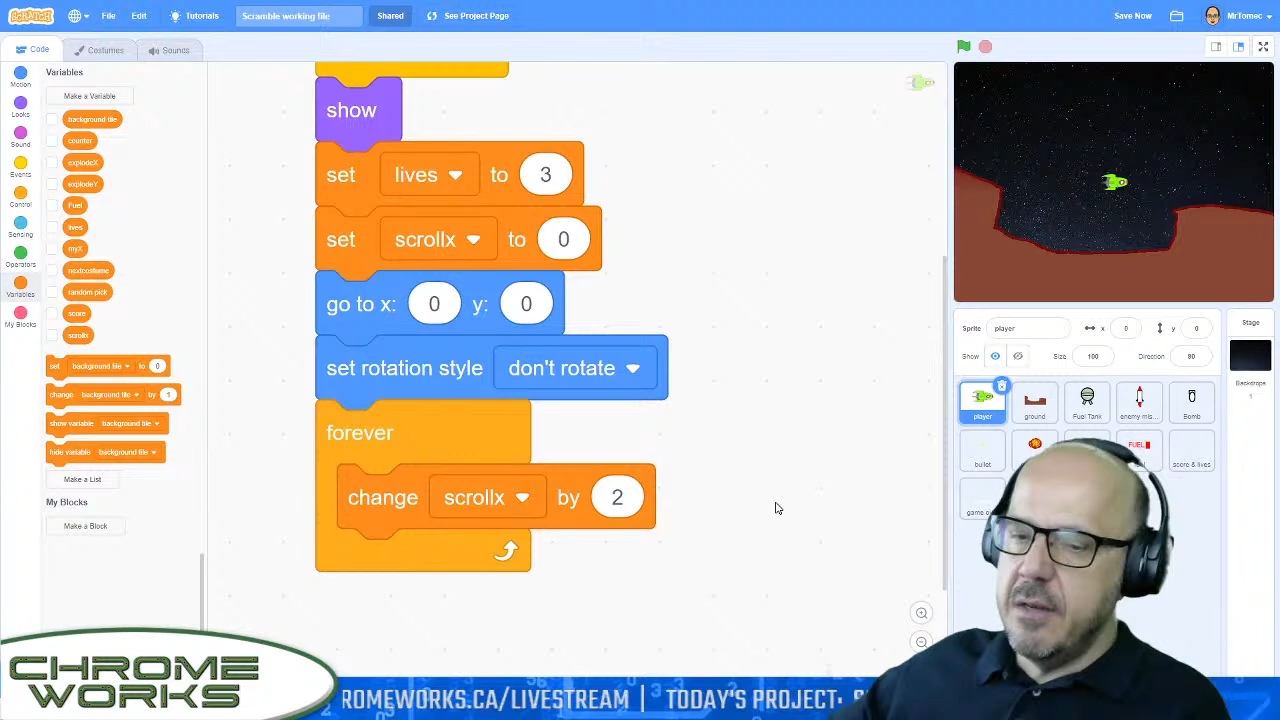 SCRATCH
File
Edit
Tutorials
Scramble working file
Shared
See Project Page
Save Now
MrTomec
Code
Costumes
Sounds
Motion
Looks
Sound
Events
Control
Sensing
Operators
Variables
My Blocks
Variables
Make a Variable
background tile
counter
explodeX
explodeY
Fuel
lives
myX
nextcostume
random pick
score
scrollx
set background tile to 0
change background tile by 1
show variable background tile
hide variable background tile
Make a List
My Blocks
Make a Block
show
set lives to 3
set scrollx to 0
go to x: 0 y: 0
set rotation style don't rotate
forever
change scrollx by 2
Sprite player x 0 y 0
Show Size 100 Direction 90
player
ground
Fuel Tank
enemy mis...
Bomb
bullet
FUEL
score & lives
Stage
Backdrops
1
CHROME
WORKS
ROMEWORKS.CA/LIVESTREAM | TODAY'S PROJECT: